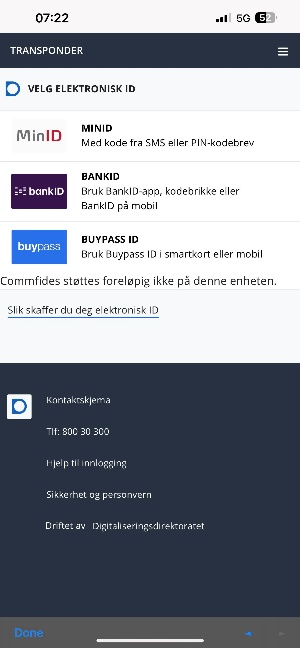 07:22
5G
52
TRANSPONDER
VELG ELEKTRONISK ID
MinID
MINID
Med kode fra SMS eller PIN-kodebrev
bankID
BANKID
Bruk BankID-app, kodebrikke eller
BankID på mobil
buypass
BUYPASS ID
Bruk Buypass ID i smartkort eller mobil
Commfides støttes foreløpig ikke på denne enheten.
Slik skaffer du deg elektronisk ID
Kontaktskjema
Tlf: 800 30 300
Hjelp til innlogging
Sikkerhet og personvern
Driftet av Digitaliseringsdirektoratet
Done